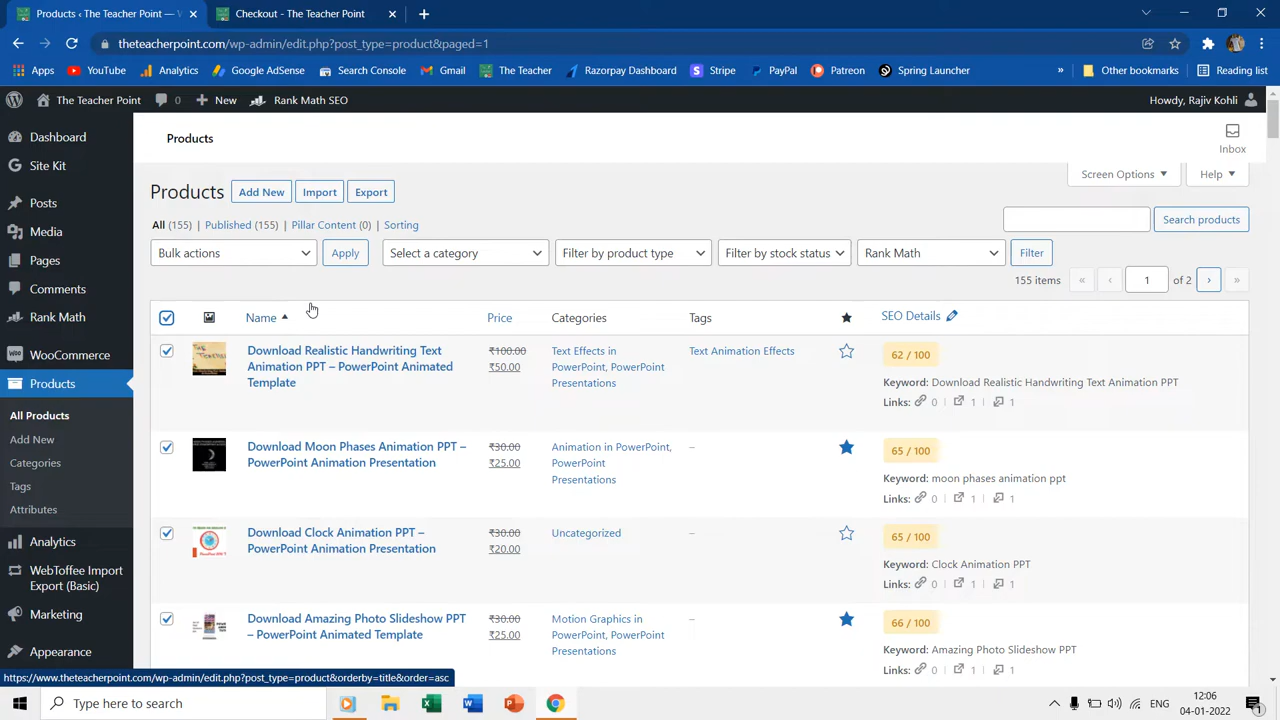 Products ‹ The Teacher Point —
Checkout - The Teacher Point
theteacherpoint.com/wp-admin/edit.php?post_type=product&paged=1
Apps
YouTube
Analytics
Google AdSense
Search Console
Gmail
The Teacher
Razorpay Dashboard
Stripe
PayPal
Patreon
Spring Launcher
»
Other bookmarks
Reading list
The Teacher Point
0
New
Rank Math SEO
Howdy, Rajiv Kohli
Dashboard
Site Kit
Posts
Media
Pages
Comments
Rank Math
WooCommerce
Products
All Products
Add New
Categories
Tags
Attributes
Analytics
WebToffee Import
Export (Basic)
Marketing
Appearance
Products
Inbox
Screen Options
Help
Products
Add New
Import
Export
All (155) | Published (155) | Pillar Content (0) | Sorting
Search products
Bulk actions
Apply
Select a category
Filter by product type
Filter by stock status
Rank Math
Filter
155 items
«
‹
1
of 2
›
»
Name
Price
Categories
Tags
SEO Details
Download Realistic Handwriting Text
Animation PPT – PowerPoint Animated
Template
₹100.00
₹50.00
Text Effects in
PowerPoint, PowerPoint
Presentations
Text Animation Effects
62 / 100
Keyword: Download Realistic Handwriting Text Animation PPT
Links: 0 | 1 | 1
Download Moon Phases Animation PPT –
PowerPoint Animation Presentation
₹30.00
₹25.00
Animation in PowerPoint,
PowerPoint
Presentations
–
65 / 100
Keyword: moon phases animation ppt
Links: 0 | 1 | 1
Download Clock Animation PPT –
PowerPoint Animation Presentation
₹30.00
₹20.00
Uncategorized
–
65 / 100
Keyword: Clock Animation PPT
Links: 0 | 1 | 1
Download Amazing Photo Slideshow PPT
– PowerPoint Animated Template
₹30.00
₹25.00
Motion Graphics in
PowerPoint, PowerPoint
Presentations
–
66 / 100
Keyword: Amazing Photo Slideshow PPT
Links: 0 | 1 | 1
https://www.theteacherpoint.com/wp-admin/edit.php?post_type=product&orderby=title&order=asc
Type here to search
ENG
12:06
04-01-2022
1